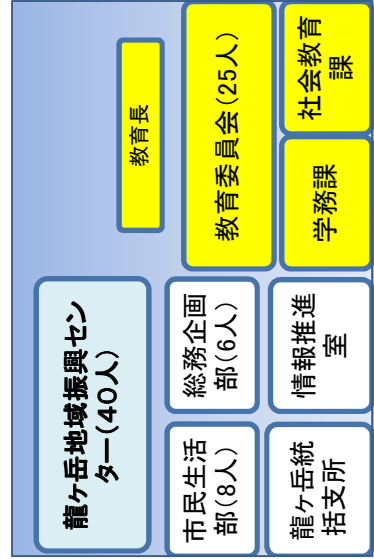 龍ヶ岳地域振興セン
ター(40人)
教育長
市民生活
部(8人)
総務企画
部(6人)
教育委員会(25人)
龍ヶ岳統
括支所
情報推進
室
学務課
社会教育
課